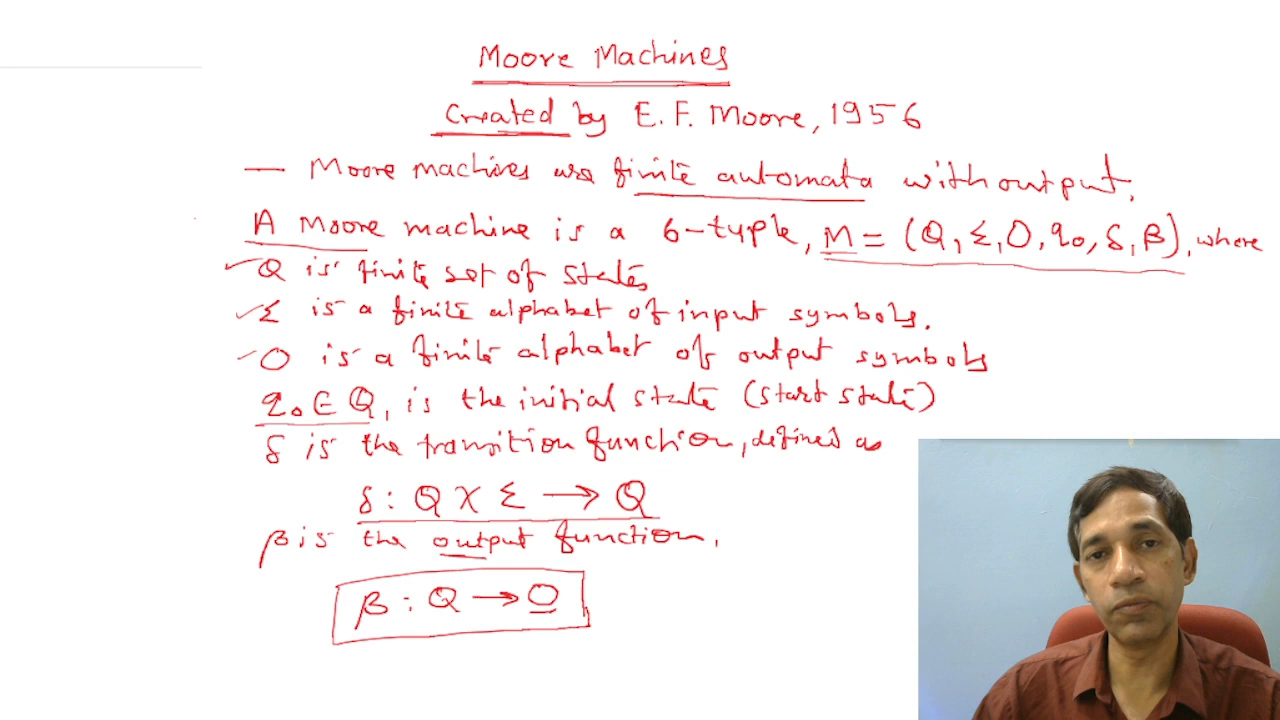 Moore Machines
Created by E. F. Moore, 1956
— Moore machines are finite automata with output.
A Moore machine is a 6-tuple, M = (Q, Σ, O, q0, δ, β), where
✓ Q is finite set of states
✓ Σ is a finite alphabet of input symbols.
✓ O is a finite alphabet of output symbols
q0 ∈ Q, is the initial state (start state)
δ is the transition function, defined as
δ : Q X Σ → Q
β is the output function.
β : Q → O